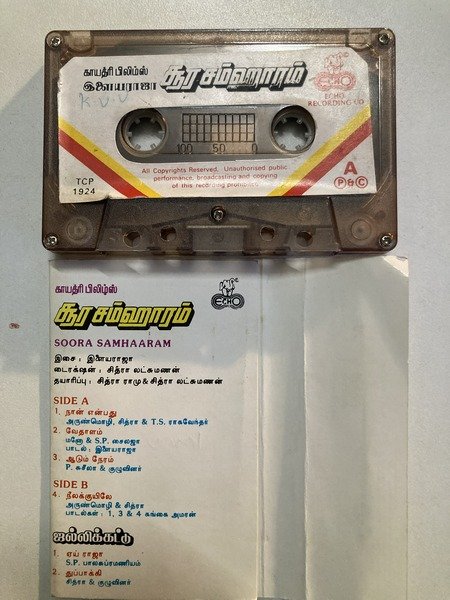 காயத்ரி பிலிம்ஸ்
இளையராஜா
சூர சம்ஹாரம்
K.V.V
ECHO
RECORDING CO
100 50 0
All Copyrights Reserved. Unauthorised public
performance, broadcasting and copying
of this recording prohibited
TCP
1924
A
P&C
காயத்ரி பிலிம்ஸ்
சூர சம்ஹாரம்
ECHO
SOORA SAMHAARAM
இசை : இளையராஜா
டைரக்ஷன் : சித்ரா லட்சுமணன்
தயாரிப்பு : சித்ரா ராமு & சித்ரா லட்சுமணன்
SIDE A
1. நான் என்பது
அருண்மொழி, சித்ரா & T.S. ராகவேந்தர்
2. வேதாளம்
மனோ & S.P. சைலஜா
பாடல் : இளையராஜா
3. ஆடும் நேரம்
P. சுசீலா & குழுவினர்
SIDE B
4. நீலக்குயிலே
அருண்மொழி & சித்ரா
பாடல்கள் : 1, 3 & 4 கங்கை அமரன்
ஜல்லிக்கட்டு
1. ஏய் ராஜா
S.P. பாலசுப்ரமணியம்
2. துப்பாக்கி
சித்ரா & குழுவினர்